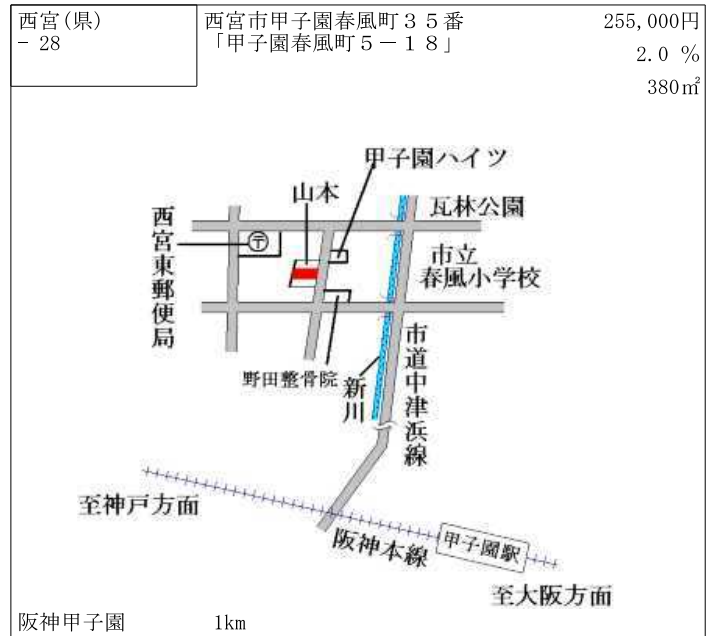 西宮(県)
- 28
西宮市甲子園春風町３５番
「甲子園春風町５－１８」
255,000円
2.0 %
380㎡
甲子園ハイツ
山本
瓦林公園
西宮東郵便局
〒
市立
春風小学校
野田整骨院
新川
市道中津浜線
至神戸方面
阪神本線
甲子園駅
至大阪方面
阪神甲子園
1km